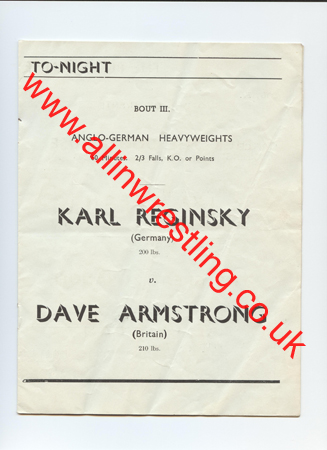 TO-NIGHT
BOUT III.
ANGLO-GERMAN HEAVYWEIGHTS
Minutes 2/3 Falls, K.O. or Points
KARL REGINSKY
(Germany)
200 lbs.
v.
DAVE ARMSTRONG
(Britain)
210 lbs.
www.allinwrestling.co.uk